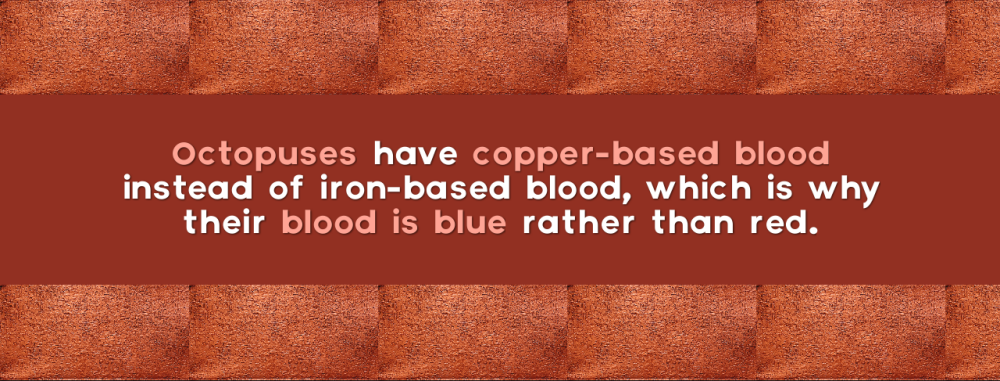 Octopuses have copper-based blood
instead of iron-based blood, which is why
their blood is blue rather than red.